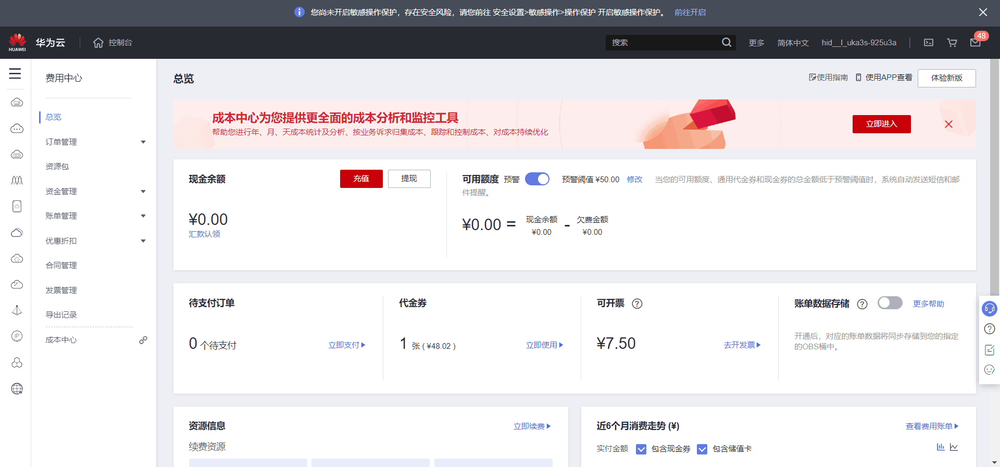 您尚未开启敏感操作保护，存在安全风险，请您前往 安全设置>敏感操作>操作保护 开启敏感操作保护。 前往开启
HUAWEI
华为云
控制台
搜索
更多
简体中文
hid__l_uka3s-925u3a
48
费用中心
总览
订单管理
资源包
资金管理
账单管理
优惠折扣
合同管理
发票管理
导出记录
成本中心
IP
W
总览
使用指南
使用APP查看
体验新版
成本中心为您提供更全面的成本分析和监控工具
帮助您进行年、月、天成本统计及分析、按业务诉求归集成本、跟踪和控制成本、对成本持续优化
立即进入
现金余额
充值
提现
¥0.00
汇款认领
可用额度 预警 预警阈值 ¥50.00 修改 当您的可用额度、通用代金券和现金券的总金额低于预警阈值时，系统自动发送短信和邮
件提醒。
¥0.00 = 现金余额 - 欠费金额
¥0.00 ¥0.00
待支付订单
0 个待支付
立即支付
代金券
1 张 ( ¥48.02 )
立即使用
可开票 ?
¥7.50
去开发票
账单数据存储 ? 更多帮助
开通后，对应的账单数据将同步存储到您的指定
的OBS桶中。
资源信息
立即续费
续费资源
近6个月消费走势 (¥)
查看费用账单
实付金额 包含现金券 包含储值卡